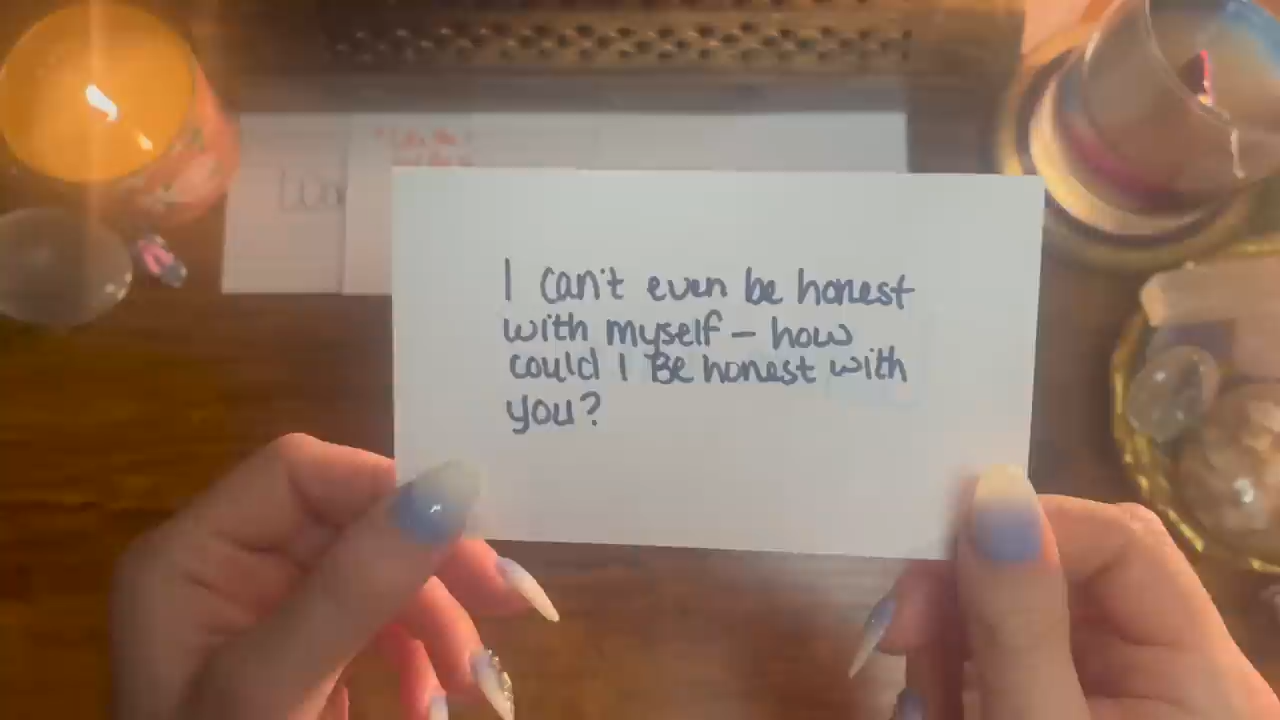 I can't even be honest
with myself – how
could I Be honest with
you?